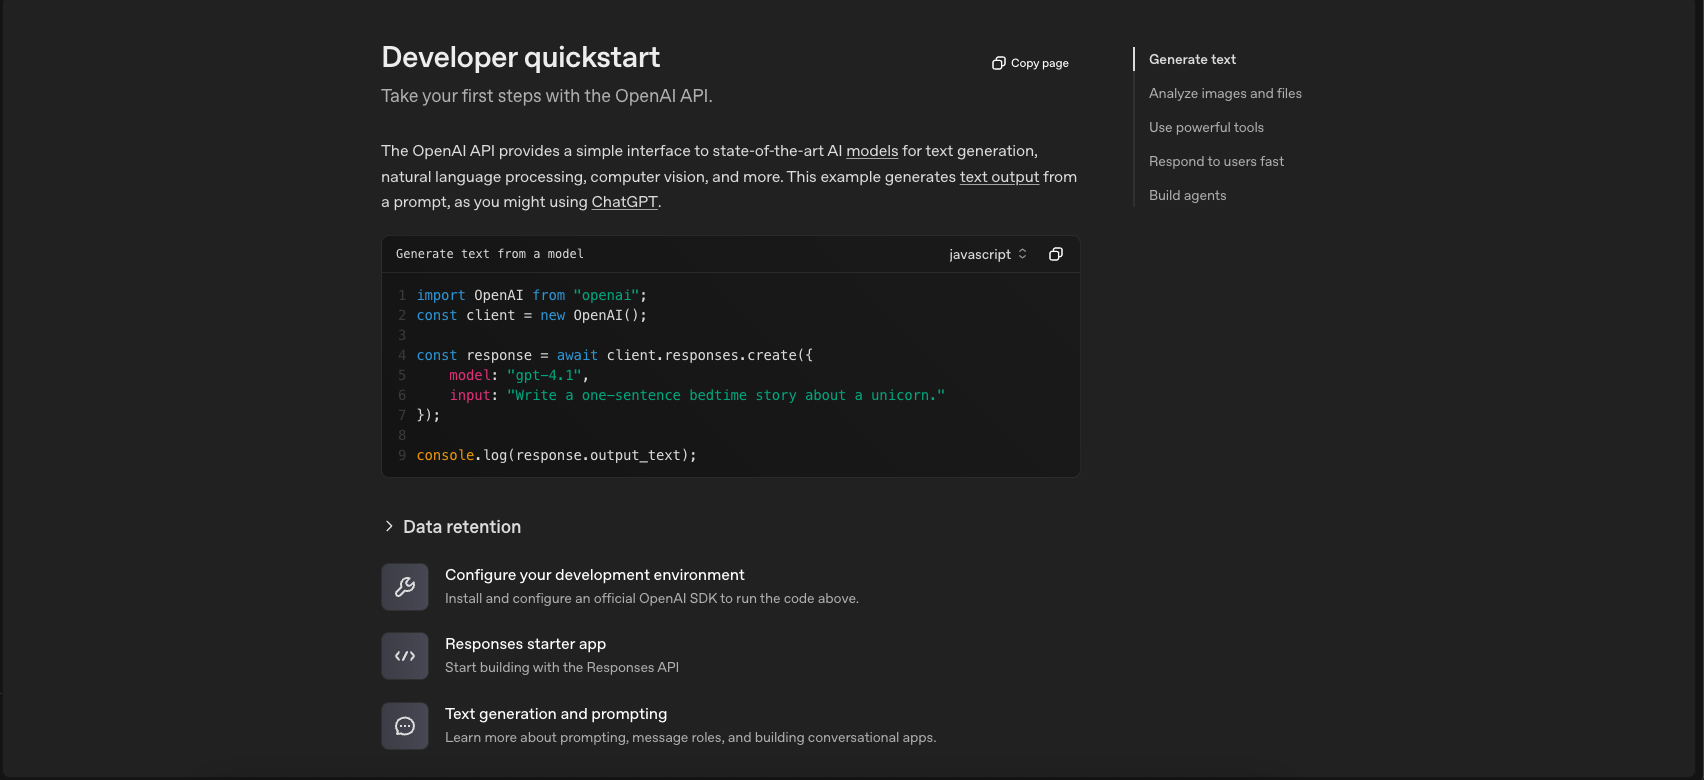 Developer quickstart
Copy page
Take your first steps with the OpenAI API.
The OpenAI API provides a simple interface to state-of-the-art AI models for text generation,
natural language processing, computer vision, and more. This example generates text output from
a prompt, as you might using ChatGPT.
Generate text from a model
javascript
1 import OpenAI from "openai";
2 const client = new OpenAI();
3
4 const response = await client.responses.create({
5     model: "gpt-4.1",
6     input: "Write a one-sentence bedtime story about a unicorn."
7 });
8
9 console.log(response.output_text);
Data retention
Configure your development environment
Install and configure an official OpenAI SDK to run the code above.
Responses starter app
Start building with the Responses API
Text generation and prompting
Learn more about prompting, message roles, and building conversational apps.
Generate text
Analyze images and files
Use powerful tools
Respond to users fast
Build agents